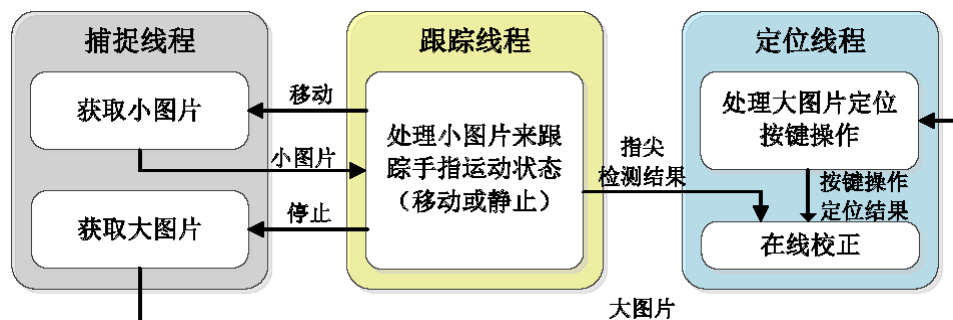 捕捉线程
获取小图片
获取大图片
移动
小图片
停止
跟踪线程
处理小图片来跟
踪手指运动状态
（移动或静止）
指尖
检测结果
定位线程
处理大图片定位
按键操作
按键操作
定位结果
在线校正
大图片